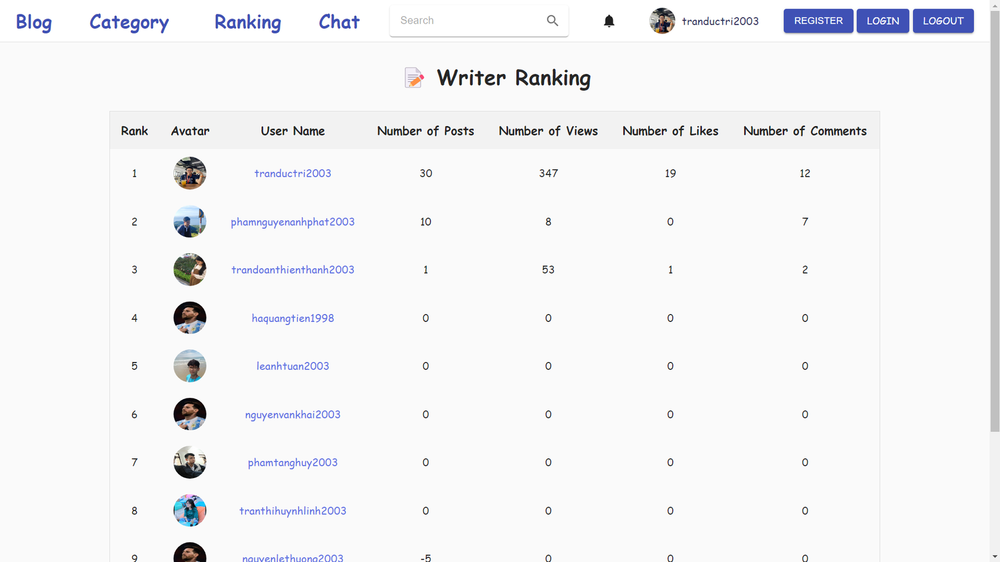 Blog Category Ranking Chat Search tranductri2003 REGISTER LOGIN LOGOUT
Writer Ranking
Rank Avatar User Name Number of Posts Number of Views Number of Likes Number of Comments
1 tranductri2003 30 347 19 12
2 phamnguyenanhphat2003 10 8 0 7
3 trandoanthienthanh2003 1 53 1 2
4 haquangtien1998 0 0 0 0
5 leanhtuan2003 0 0 0 0
6 nguyenvankhai2003 0 0 0 0
7 phamtanghuy2003 0 0 0 0
8 tranthihuynhlinh2003 0 0 0 0
9 nguyenlethuong2003 -5 0 0 0